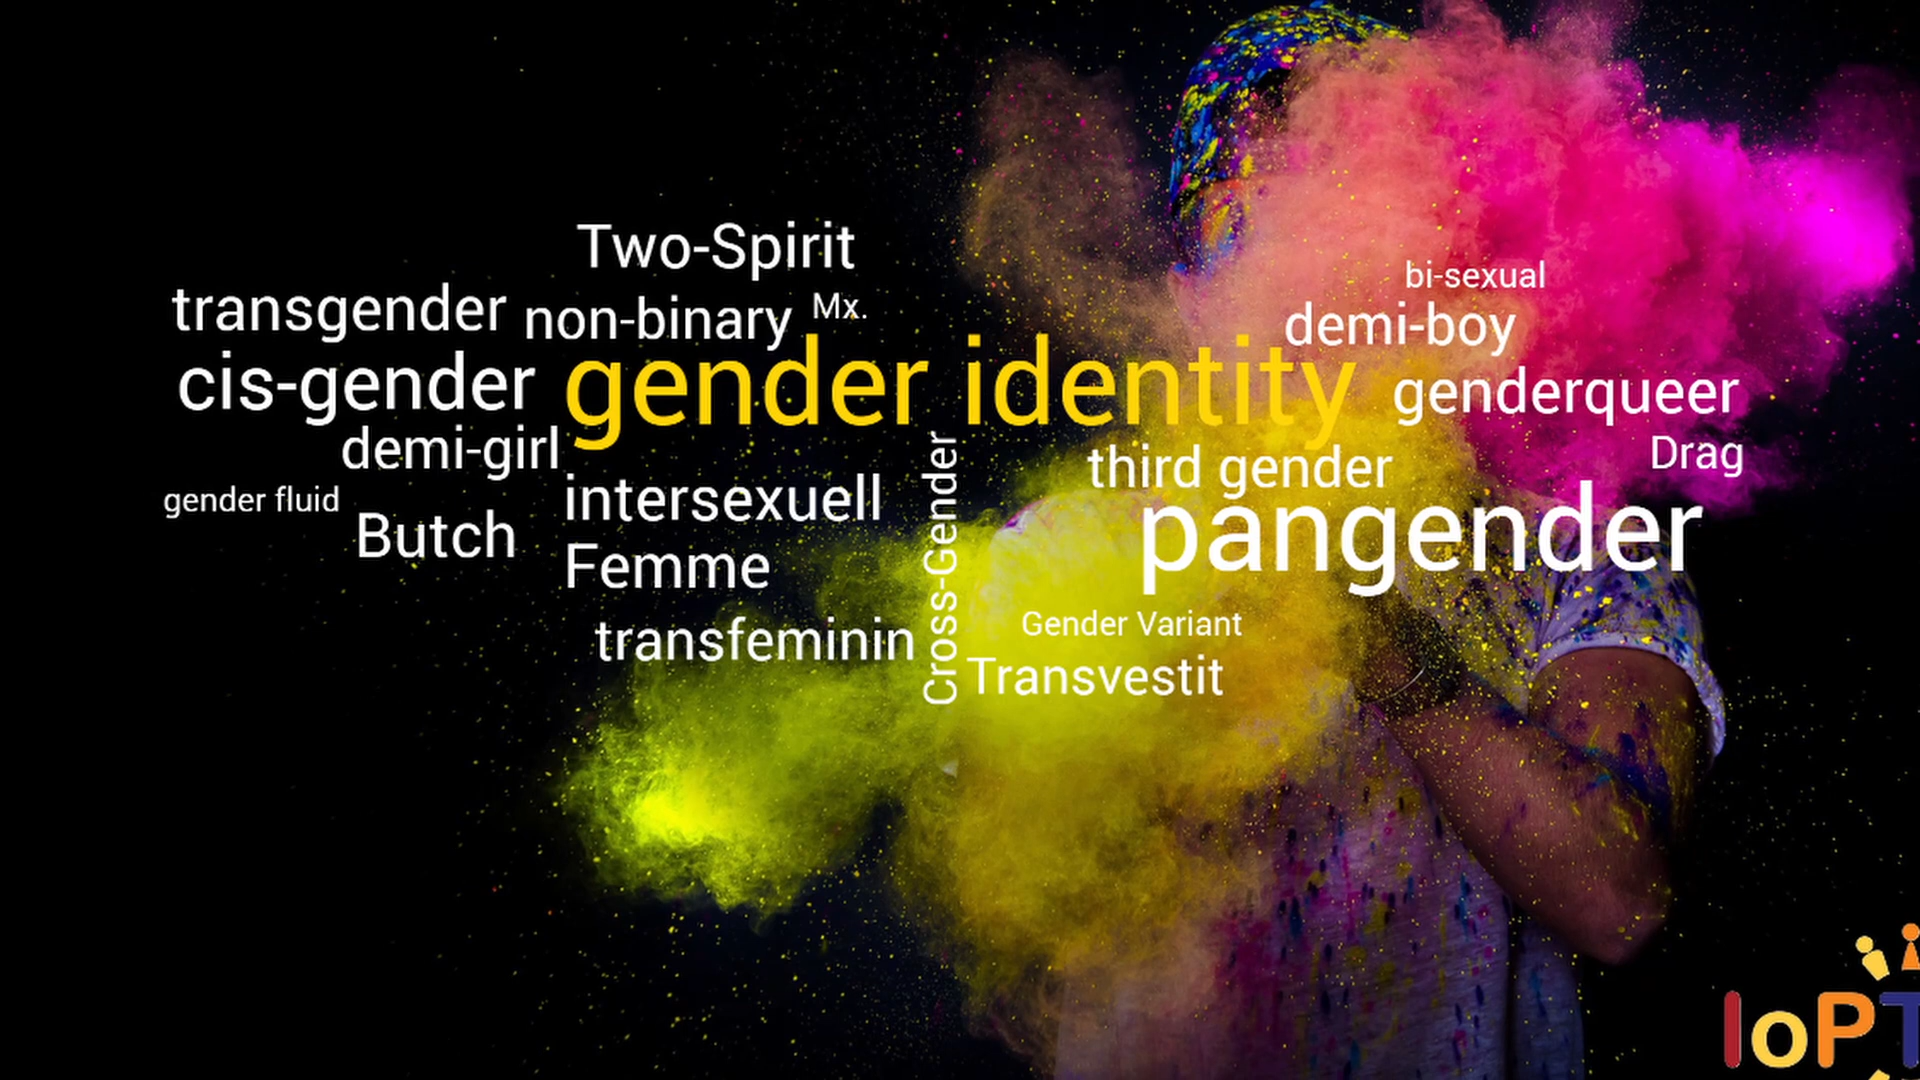 Two-Spirit
bi-sexual
transgender
non-binary
Mx.
demi-boy
cis-gender
gender identity
genderqueer
demi-girl
third gender
Drag
gender fluid
intersexuell
Cross-Gender
pangender
Butch
Femme
transfeminin
Gender Variant
Transvestit
IoPT